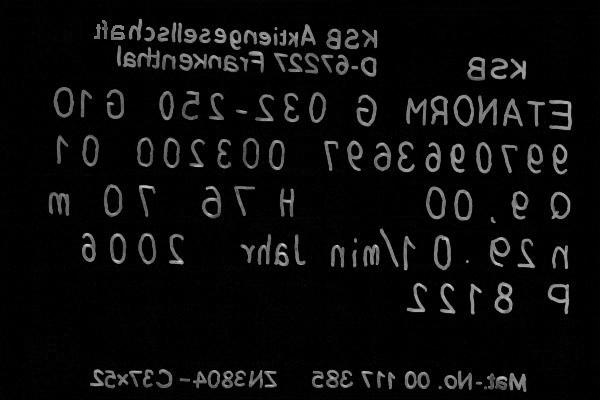 KSB Aktiengesellschaft
D-67227 Frankenthal
KSB
ETANORM G 032-250 G10
9970963697 003200 01
Q 9,00 H 76 70 m
n 29.0 1/min Jahr 2006
P 8122
Mat.-No. 00 117 385 ZN3804-C37x52